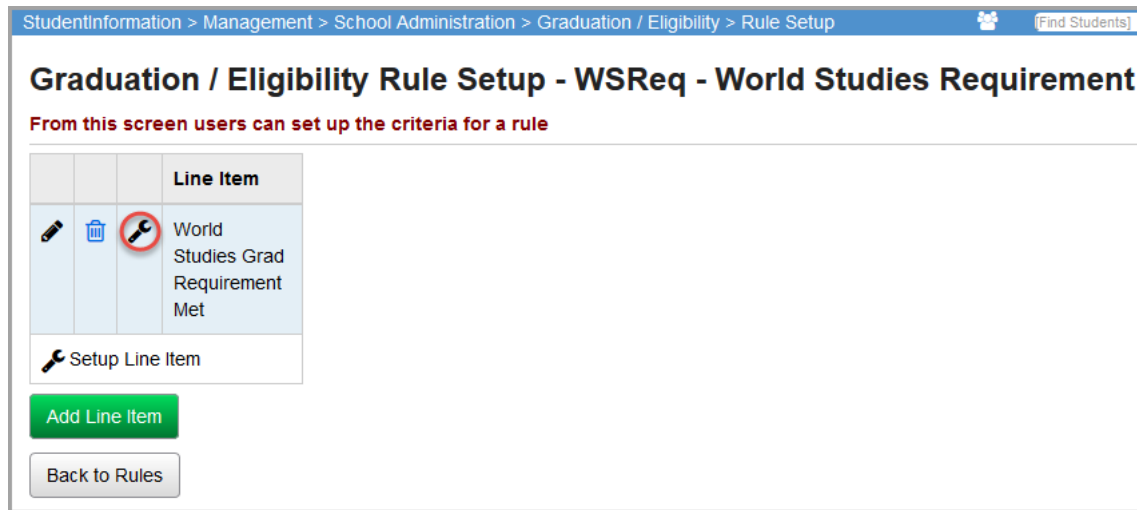 StudentInformation > Management > School Administration > Graduation / Eligibility > Rule Setup [Find Students]
Graduation / Eligibility Rule Setup - WSReq - World Studies Requirement
From this screen users can set up the criteria for a rule
Line Item
World
Studies Grad
Requirement
Met
Setup Line Item
Add Line Item
Back to Rules